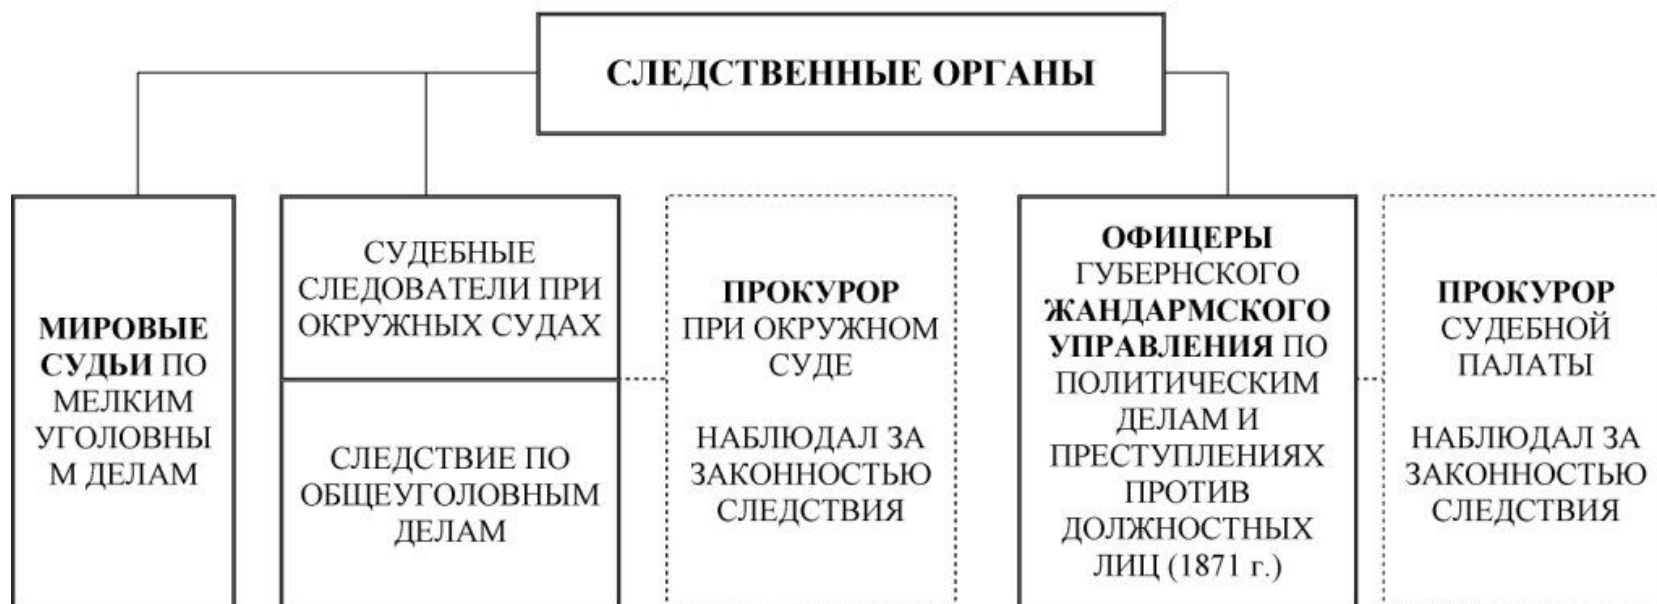 СЛЕДСТВЕННЫЕ ОРГАНЫ
МИРОВЫЕ
СУДЬИ ПО
МЕЛКИМ
УГОЛОВНЫ
М ДЕЛАМ
СУДЕБНЫЕ
СЛЕДОВАТЕЛИ ПРИ
ОКРУЖНЫХ СУДАХ
СЛЕДСТВИЕ ПО
ОБЩЕУГОЛОВНЫМ
ДЕЛАМ
ПРОКУРОР
ПРИ ОКРУЖНОМ
СУДЕ
НАБЛЮДАЛ ЗА
ЗАКОННОСТЬЮ
СЛЕДСТВИЯ
ОФИЦЕРЫ
ГУБЕРНСКОГО
ЖАНДАРМСКОГО
УПРАВЛЕНИЯ ПО
ПОЛИТИЧЕСКИМ
ДЕЛАМ И
ПРЕСТУПЛЕНИЯХ
ПРОТИВ
ДОЛЖНОСТНЫХ
ЛИЦ (1871 г.)
ПРОКУРОР
СУДЕБНОЙ
ПАЛАТЫ
НАБЛЮДАЛ ЗА
ЗАКОННОСТЬЮ
СЛЕДСТВИЯ